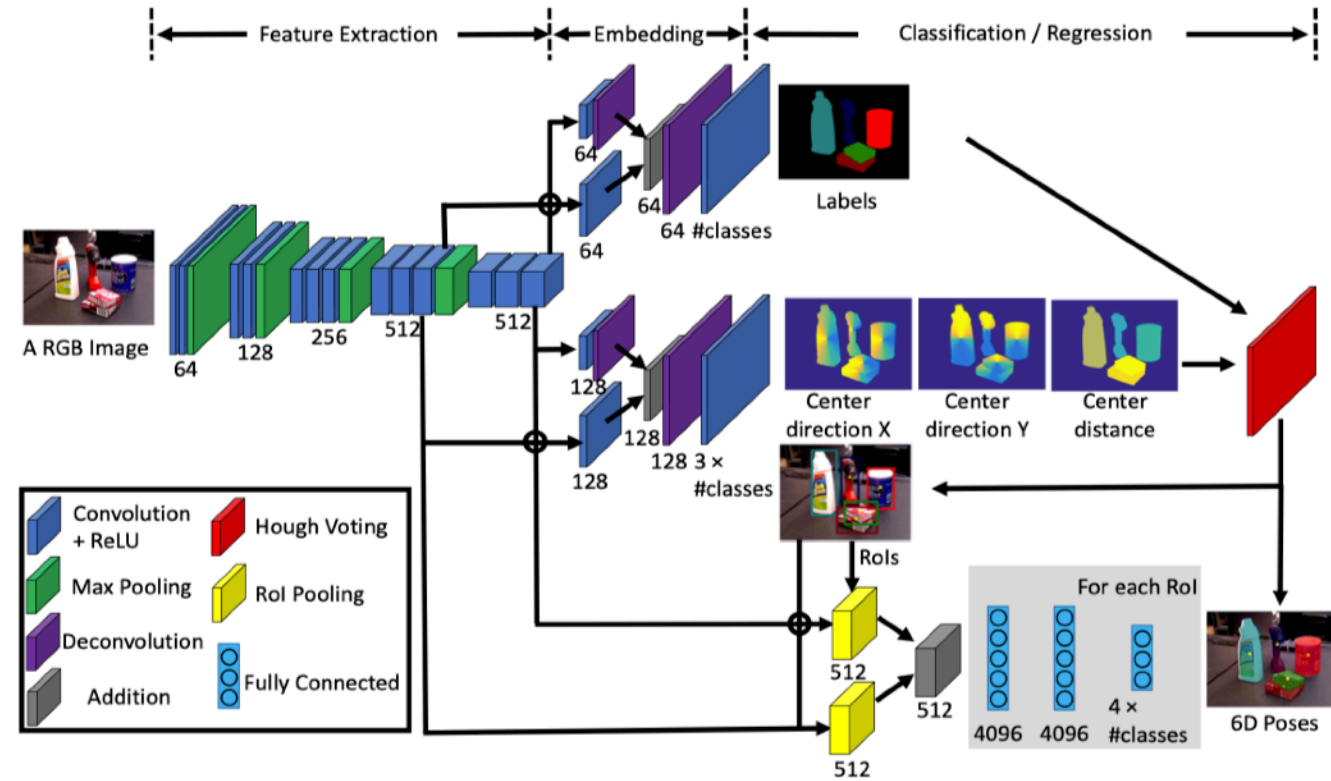 Feature Extraction
Embedding
Classification / Regression
64
64
64
64
#classes
Labels
A RGB Image
64
128
256
512
512
128
128
128
128
3 ×
#classes
Center
direction X
Center
direction Y
Center
distance
RoIs
Convolution
+ ReLU
Hough Voting
Max Pooling
RoI Pooling
Deconvolution
Fully Connected
Addition
512
512
512
For each RoI
4096
4096
4 ×
#classes
6D Poses